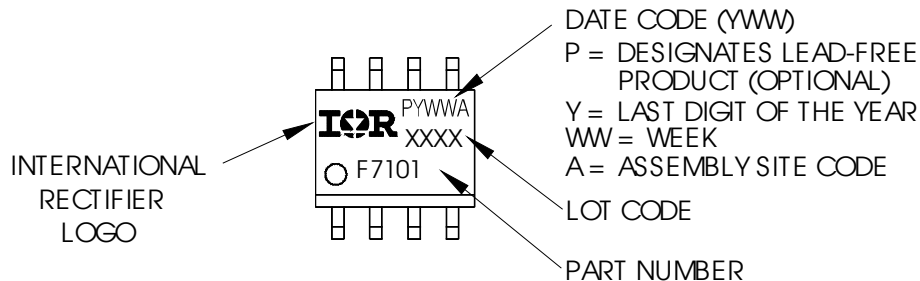 DATE CODE (YWW)
P = DESIGNATES LEAD-FREE
PRODUCT (OPTIONAL)
Y = LAST DIGIT OF THE YEAR
WW = WEEK
A = ASSEMBLY SITE CODE
LOT CODE
PART NUMBER
INTERNATIONAL
RECTIFIER
LOGO
PYWWA
IOR
XXXX
F7101